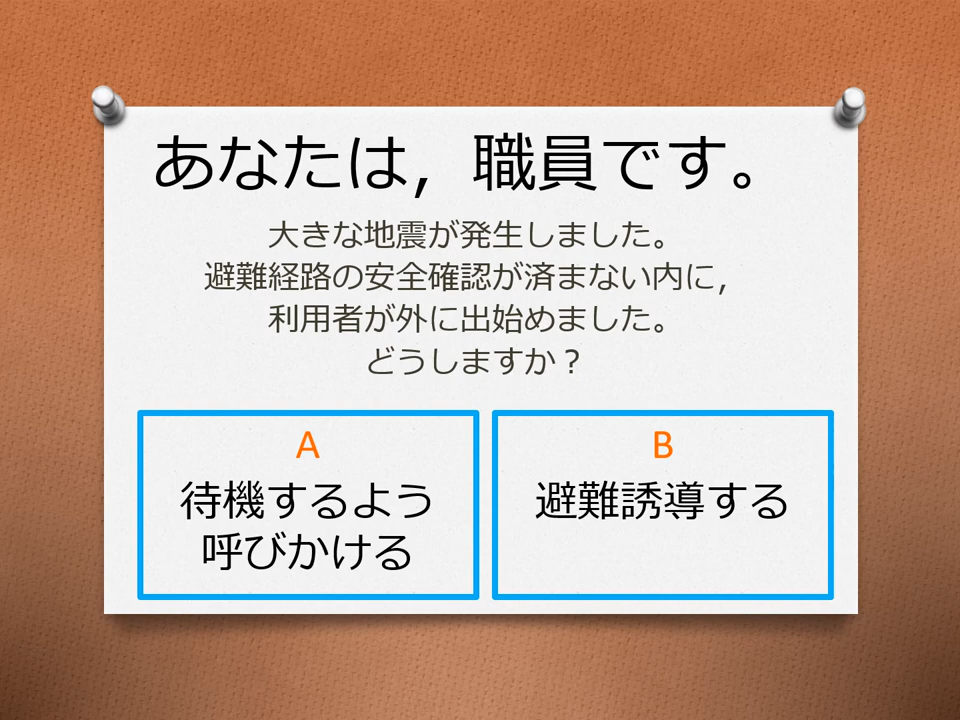 あなたは，職員です。
大きな地震が発生しました。
避難経路の安全確認が済まない内に，
利用者が外に出始めました。
どうしますか？
A
待機するよう
呼びかける
B
避難誘導する